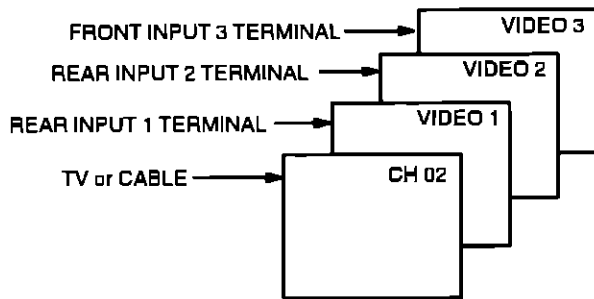 FRONT INPUT 3 TERMINAL
VIDEO 3
REAR INPUT 2 TERMINAL
VIDEO 2
REAR INPUT 1 TERMINAL
VIDEO 1
TV or CABLE
CH 02